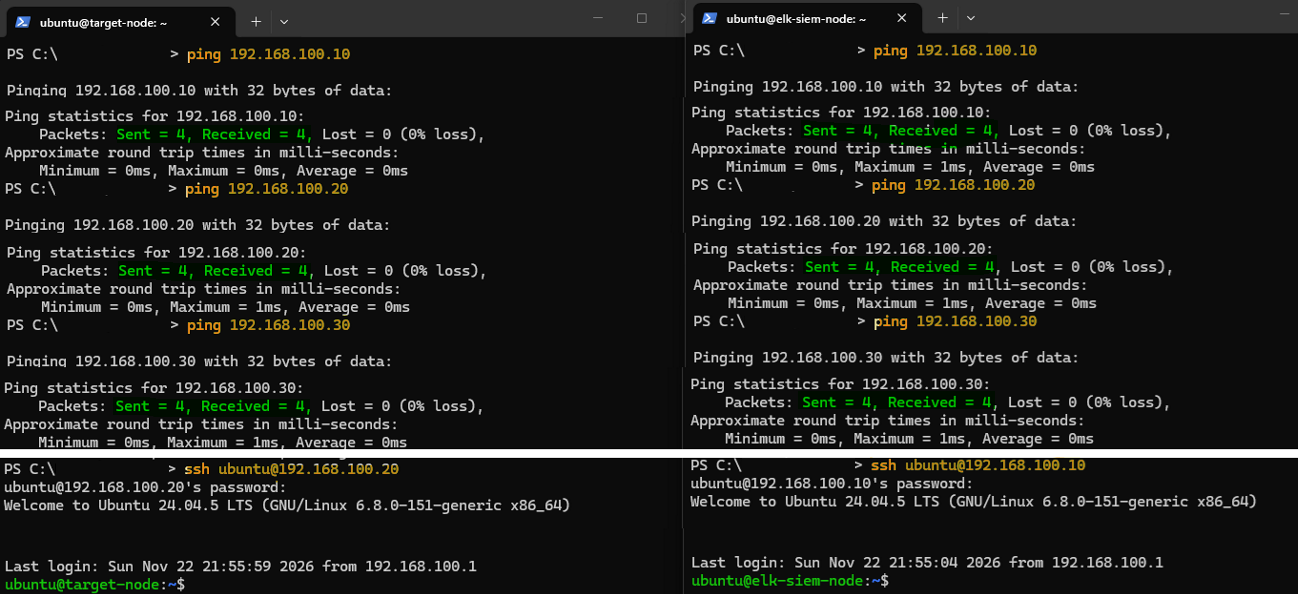 ubuntu@target-node: ~
PS C:\ > ping 192.168.100.10
Pinging 192.168.100.10 with 32 bytes of data:
Ping statistics for 192.168.100.10:
Packets: Sent = 4, Received = 4, Lost = 0 (0% loss),
Approximate round trip times in milli-seconds:
Minimum = 0ms, Maximum = 0ms, Average = 0ms
PS C:\ > ping 192.168.100.20
Pinging 192.168.100.20 with 32 bytes of data:
Ping statistics for 192.168.100.20:
Packets: Sent = 4, Received = 4, Lost = 0 (0% loss),
Approximate round trip times in milli-seconds:
Minimum = 0ms, Maximum = 1ms, Average = 0ms
PS C:\ > ping 192.168.100.30
Pinging 192.168.100.30 with 32 bytes of data:
Ping statistics for 192.168.100.30:
Packets: Sent = 4, Received = 4, Lost = 0 (0% loss),
Approximate round trip times in milli-seconds:
Minimum = 0ms, Maximum = 1ms, Average = 0ms
PS C:\ > ssh ubuntu@192.168.100.20
ubuntu@192.168.100.20's password:
Welcome to Ubuntu 24.04.5 LTS (GNU/Linux 6.8.0-151-generic x86_64)
Last login: Sun Nov 22 21:55:59 2026 from 192.168.100.1
ubuntu@target-node:~$
ubuntu@elk-siem-node: ~
PS C:\ > ping 192.168.100.10
Pinging 192.168.100.10 with 32 bytes of data:
Ping statistics for 192.168.100.10:
Packets: Sent = 4, Received = 4, Lost = 0 (0% loss),
Approximate round trip times in milli-seconds:
Minimum = 0ms, Maximum = 1ms, Average = 0ms
PS C:\ > ping 192.168.100.20
Pinging 192.168.100.20 with 32 bytes of data:
Ping statistics for 192.168.100.20:
Packets: Sent = 4, Received = 4, Lost = 0 (0% loss),
Approximate round trip times in milli-seconds:
Minimum = 0ms, Maximum = 1ms, Average = 0ms
PS C:\ > ping 192.168.100.30
Pinging 192.168.100.30 with 32 bytes of data:
Ping statistics for 192.168.100.30:
Packets: Sent = 4, Received = 4, Lost = 0 (0% loss),
Approximate round trip times in milli-seconds:
Minimum = 0ms, Maximum = 1ms, Average = 0ms
PS C:\ > ssh ubuntu@192.168.100.10
ubuntu@192.168.100.10's password:
Welcome to Ubuntu 24.04.5 LTS (GNU/Linux 6.8.0-151-generic x86_64)
Last login: Sun Nov 22 21:55:04 2026 from 192.168.100.1
ubuntu@elk-siem-node:~$